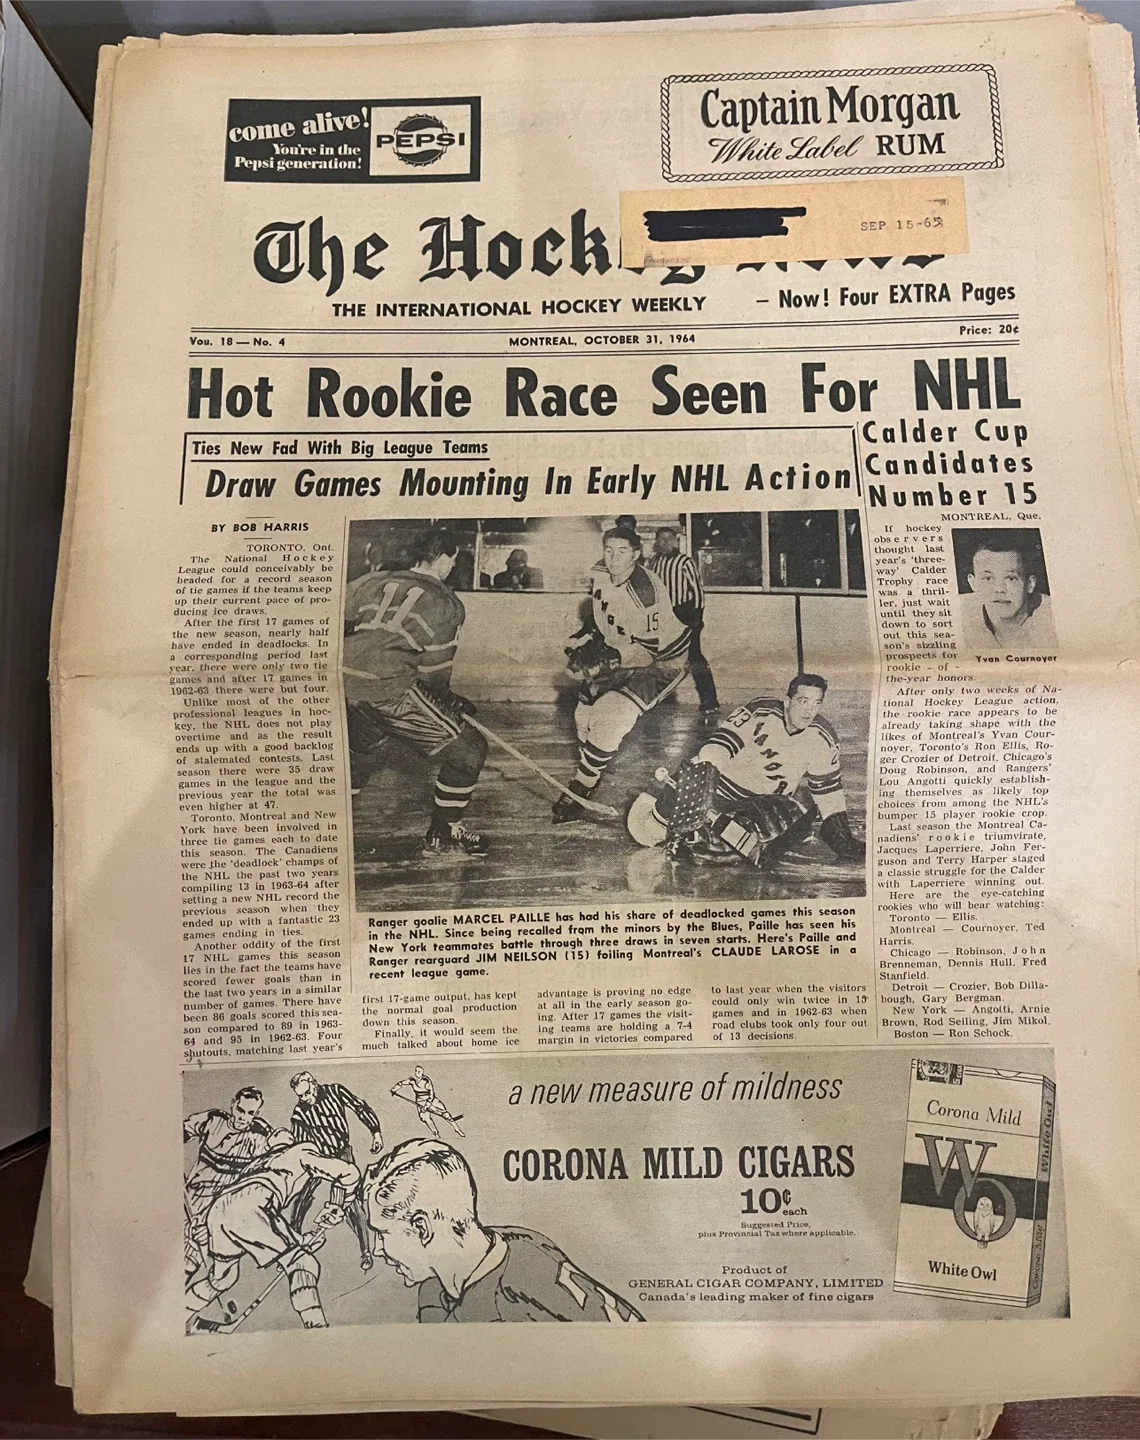 come alive!
You're in the
Pepsi generation!
PEPSI
Captain Morgan
White Label RUM
SEP 15-65
The Hockey News
THE INTERNATIONAL HOCKEY WEEKLY
— Now! Four EXTRA Pages
Vou. 18 — No. 4
MONTREAL, OCTOBER 31, 1964
Price: 20¢
Hot Rookie Race Seen For NHL
Ties New Fad With Big League Teams
Draw Games Mounting In Early NHL Action
BY BOB HARRIS
TORONTO, Ont.
The National Hockey
League could conceivably be
headed for a record season
of tie games if the teams keep
up their current pace of pro-
ducing ice draws.
After the first 17 games of
the new season, nearly half
have ended in deadlocks. In
a corresponding period last
year, there were only two tie
games and after 17 games in
1962-63 there were but four.
Unlike most of the other
professional leagues in hoc-
key, the NHL does not play
overtime and as the result
ends up with a good backlog
of stalemated contests. Last
season there were 35 draw
games in the league and the
previous year the total was
even higher at 47.
Toronto, Montreal and New
York have been involved in
three tie games each to date
this season. The Canadiens
were the 'deadlock' champs of
the NHL the past two years
compiling 13 in 1963-64 after
setting a new NHL record the
previous season when they
ended up with a fantastic 23
games ending in ties.
Another oddity of the first
17 NHL games this season
lies in the fact the teams have
scored fewer goals than in
the last two years in a similar
number of games. There have
been 86 goals scored this sea-
son compared to 89 in 1963-
64 and 95 in 1962-63. Four
shutouts, matching last year's
11
15
23
RANGERS
Ranger goalie MARCEL PAILLE has had his share of deadlocked games this season
in the NHL. Since being recalled from the minors by the Blues, Paille has seen his
New York teammates battle through three draws in seven starts. Here's Paille and
Ranger rearguard JIM NEILSON (15) foiling Montreal's CLAUDE LAROSE in a
recent league game.
first 17-game output, has kept
the normal goal production
down this season.
Finally, it would seem the
much talked about home ice
advantage is proving no edge
at all in the early season go-
ing. After 17 games the visit-
ing teams are holding a 7-4
margin in victories compared
to last year when the visitors
could only win twice in 15
games and in 1962-63 when
road clubs took only four out
of 13 decisions.
Calder Cup
Candidates
Number 15
MONTREAL, Que.
If hockey
observers
thought last
year's 'three-
way' Calder
Trophy race
was a thril-
ler, just wait
until they sit
down to sort
out this sea-
son's sizzling
prospects for
rookie - of -
the-year honors.
Yvan Cournoyer
After only two weeks of Na-
tional Hockey League action,
the rookie race appears to be
already taking shape with the
likes of Montreal's Yvan Cour-
noyer, Toronto's Ron Ellis, Ro-
ger Crozier of Detroit, Chicago's
Doug Robinson, and Rangers'
Lou Angotti quickly establish-
ing themselves as likely top
choices from among the NHL's
bumper 15 player rookie crop.
Last season the Montreal Ca-
nadiens' rookie triumvirate,
Jacques Laperriere, John Fer-
guson and Terry Harper staged
a classic struggle for the Calder
with Laperriere winning out.
Here are the eye-catching
rookies who will bear watching:
Toronto — Ellis.
Montreal — Cournoyer, Ted
Harris.
Chicago — Robinson, John
Brenneman, Dennis Hull, Fred
Stanfield.
Detroit — Crozier, Bob Dilla-
bough, Gary Bergman.
New York — Angotti, Arnie
Brown, Rod Seiling, Jim Mikol.
Boston — Ron Schock.
a new measure of mildness
CORONA MILD CIGARS
10¢
each
Suggested Price,
plus Provincial Tax where applicable.
Product of
GENERAL CIGAR COMPANY, LIMITED
Canada's leading maker of fine cigars
Corona Mild
WO
White Owl
White Owl
Corona Mild